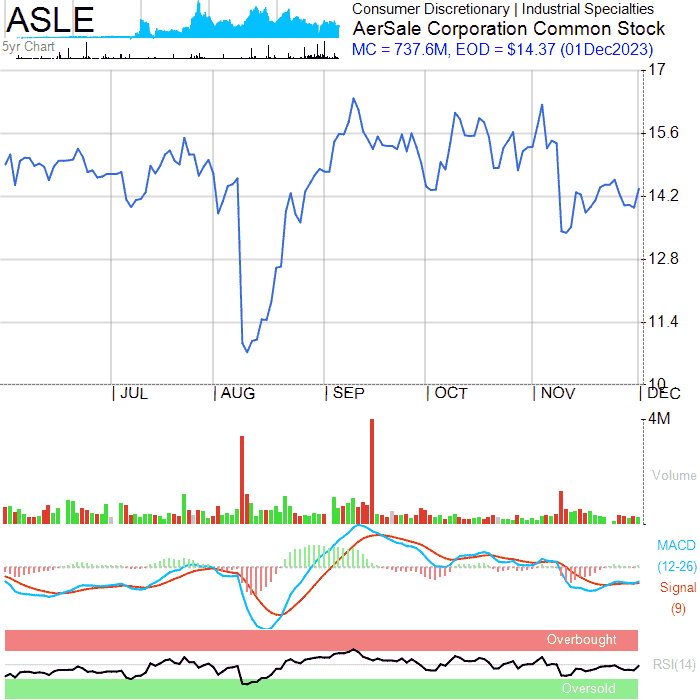 ASLE
Consumer Discretionary | Industrial Specialties
AerSale Corporation Common Stock
MC = 737.6M, EOD = $14.37 (01Dec2023)
5yr Chart
17
15.6
14.2
12.8
11.4
10
| JUL | AUG | SEP | OCT | NOV | DEC
4M
Volume
MACD
(12-26)
Signal
(9)
Overbought
RSI(14)
Oversold